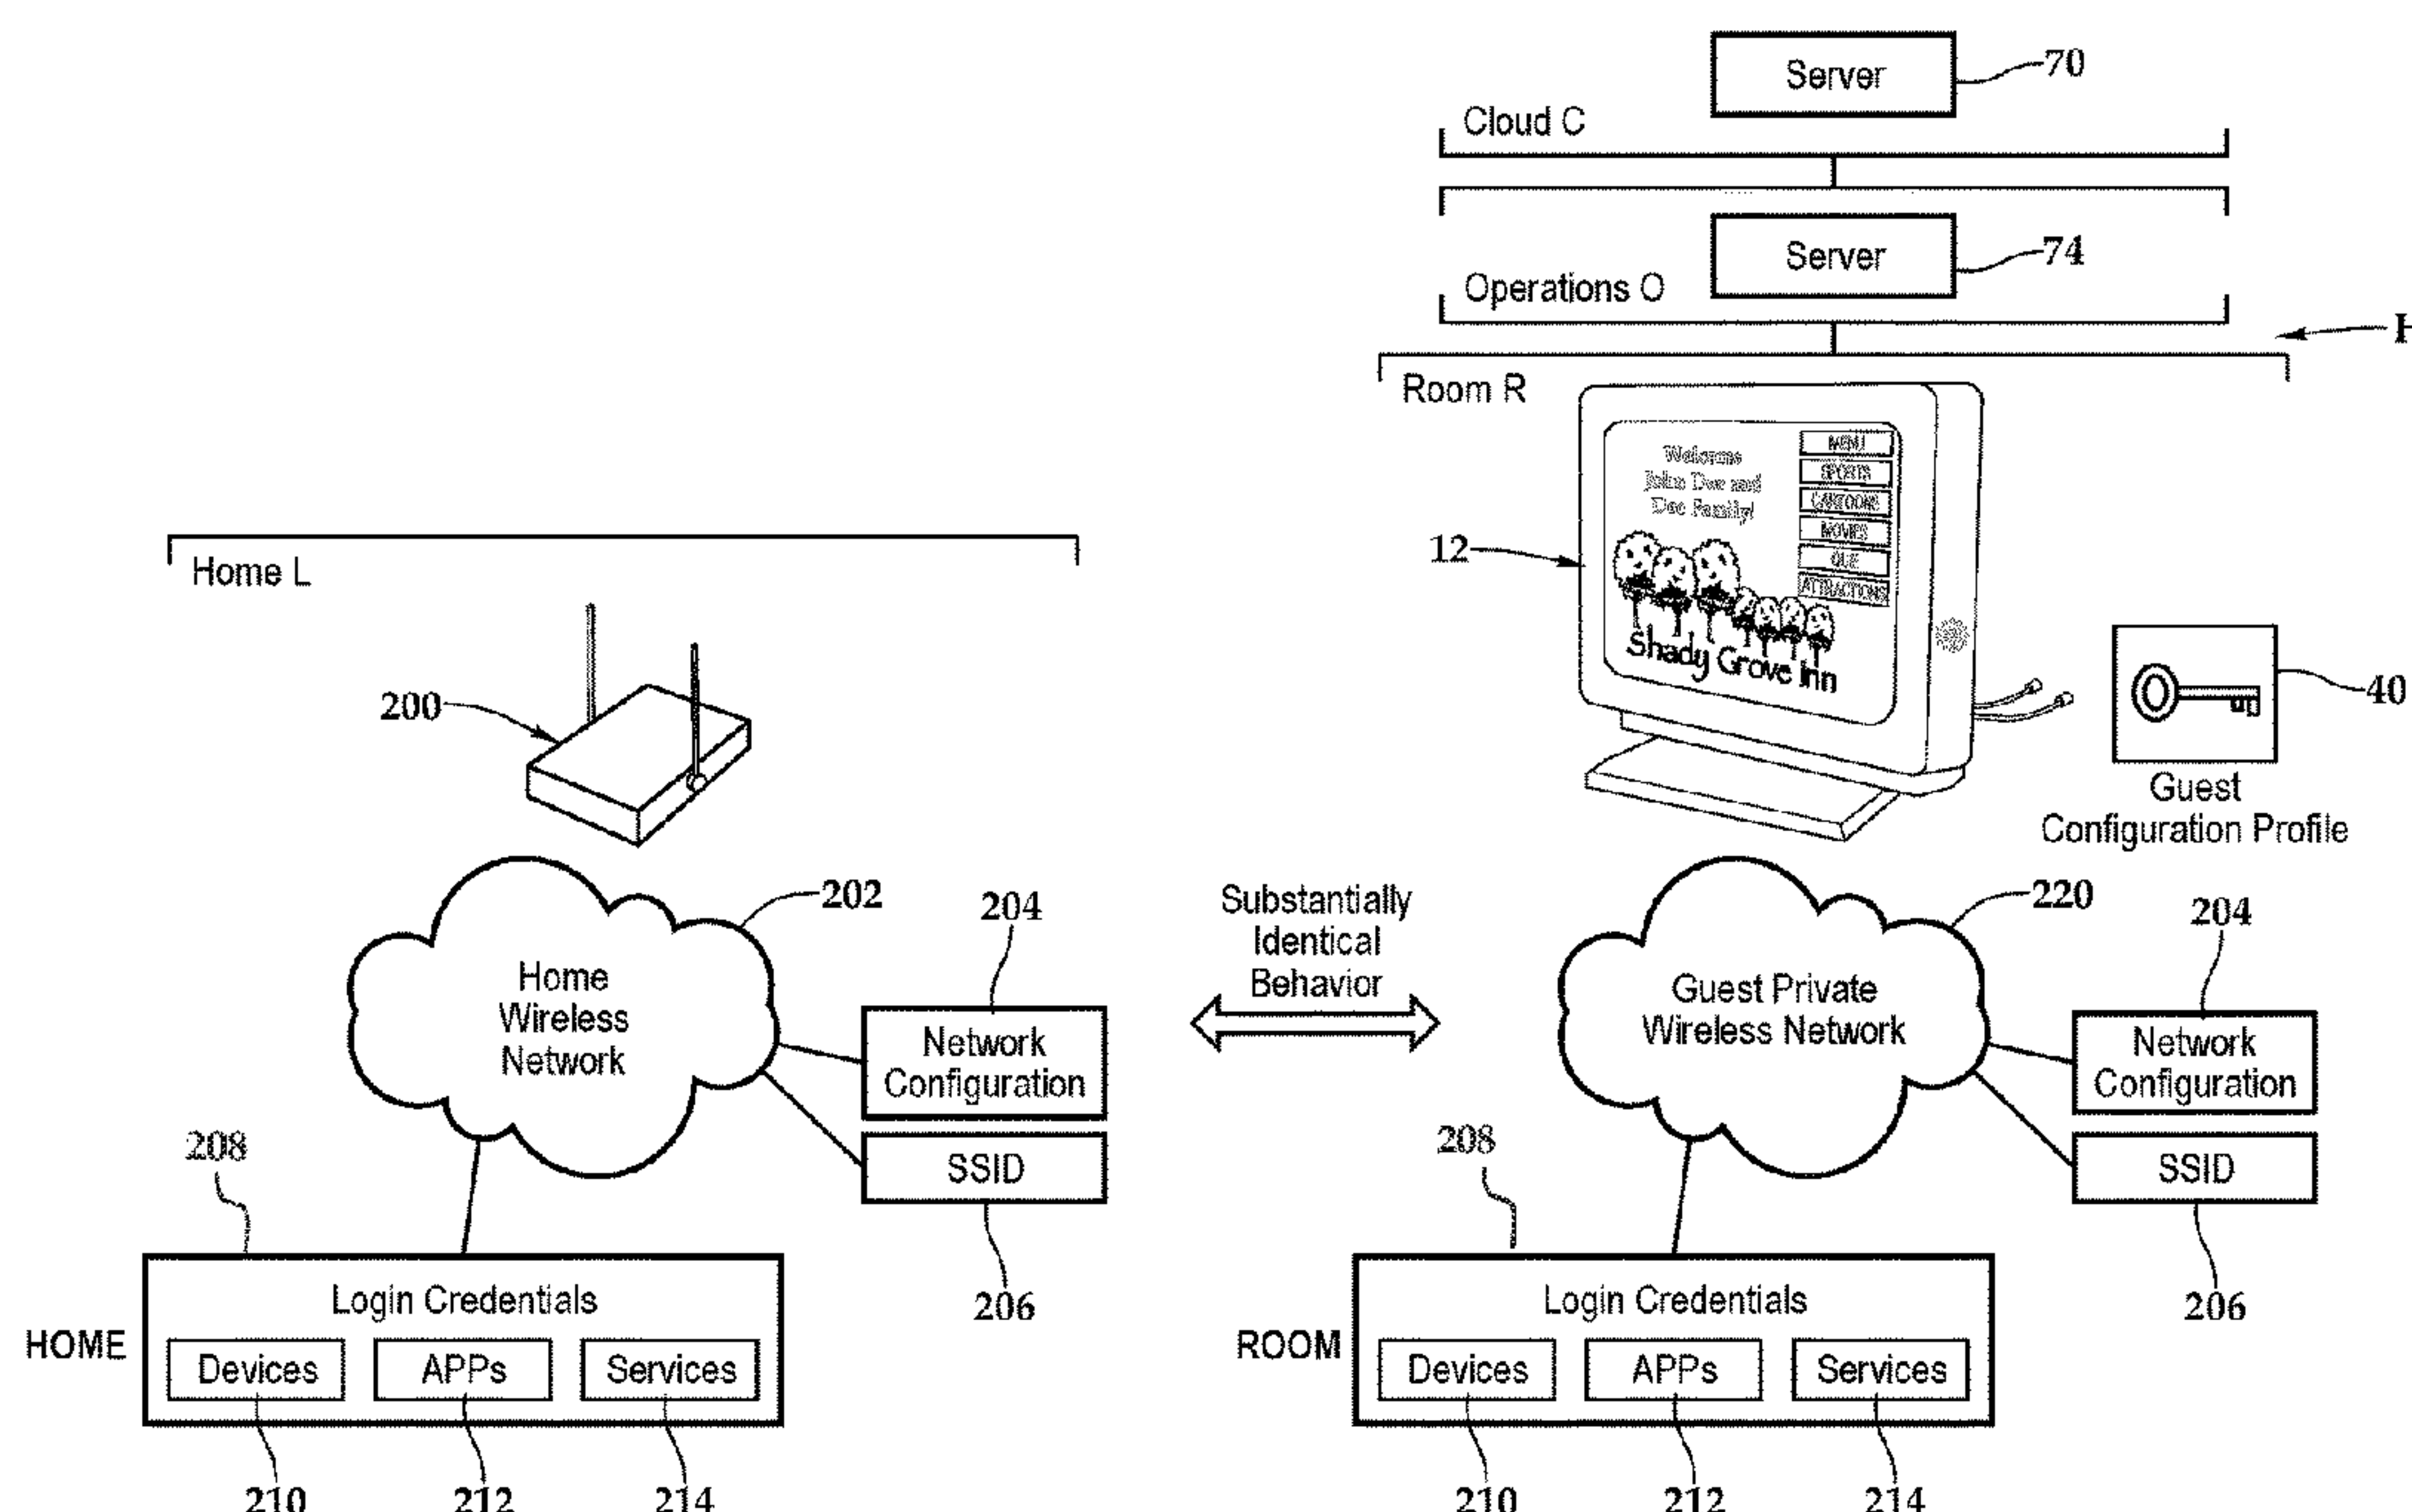 Server
70
Cloud C
Server
74
Operations O
H
Room R
Welcome
John Doe and
Doe Family!
MENU
SPORTS
CARTOONS
MOVIES
QUE
ATTRACTIONS
Shady Grove Inn
12
40
Guest
Configuration Profile
Home L
200
202
Home
Wireless
Network
204
Network
Configuration
SSID
206
208
Login Credentials
HOME
Devices
APPs
Services
210
212
214
Substantially
Identical
Behavior
220
Guest Private
Wireless Network
204
Network
Configuration
SSID
206
208
Login Credentials
ROOM
Devices
APPs
Services
210
212
214